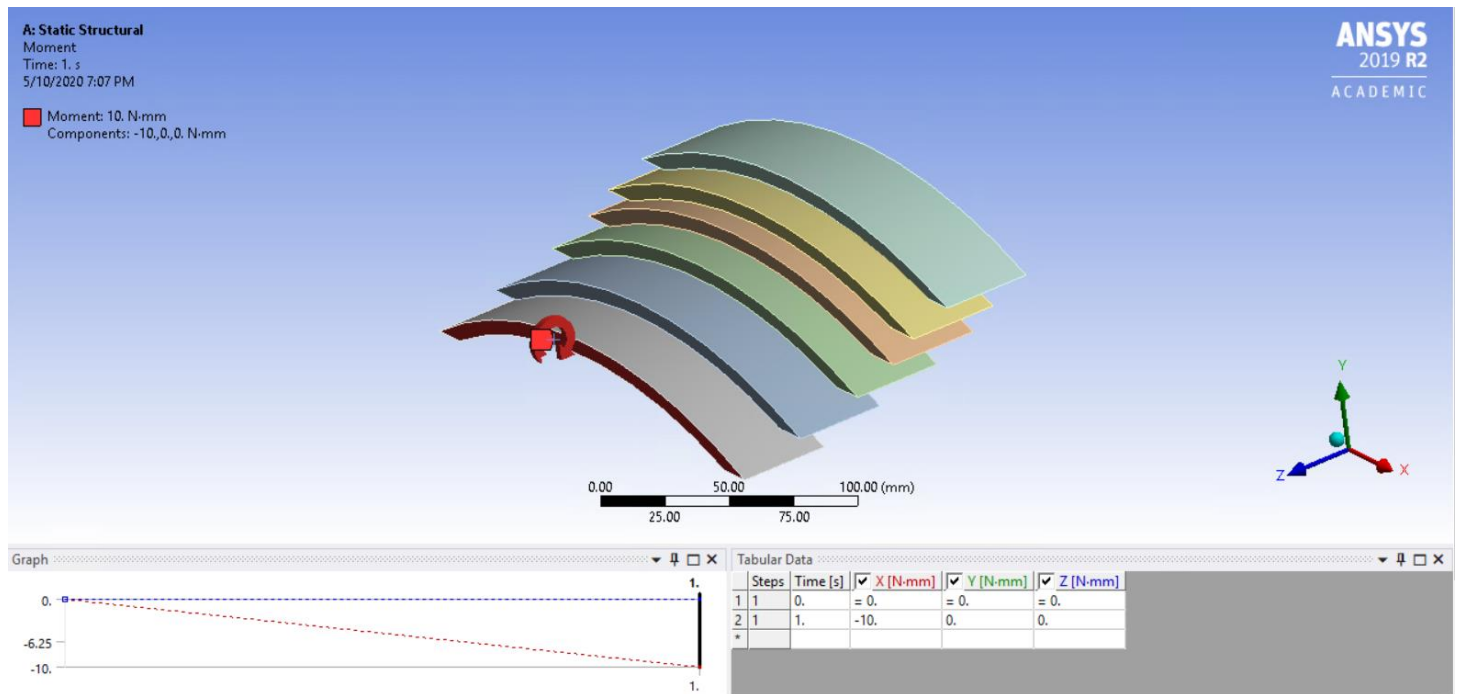 A: Static Structural
Moment
Time: 1. s
5/10/2020 7:07 PM
Moment: 10. N·mm
Components: -10.,0.,0. N·mm
ANSYS
2019 R2
ACADEMIC
Y
Z
X
0.00 50.00 100.00 (mm)
25.00 75.00
Graph
1.
0.
-6.25
-10.
1.
Tabular Data
Steps Time [s] X [N·mm] Y [N·mm] Z [N·mm]
1 1 0. = 0. = 0. = 0.
2 1 1. -10. 0. 0.
*